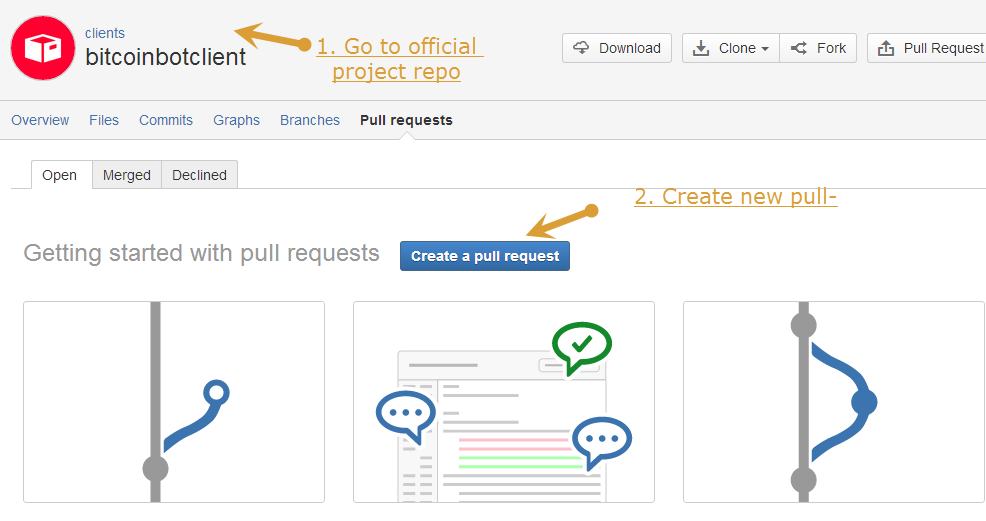 clients
bitcoinbotclient
1. Go to official
project repo
Download
Clone
Fork
Pull Request
Overview
Files
Commits
Graphs
Branches
Pull requests
Open
Merged
Declined
2. Create new pull-
Getting started with pull requests
Create a pull request